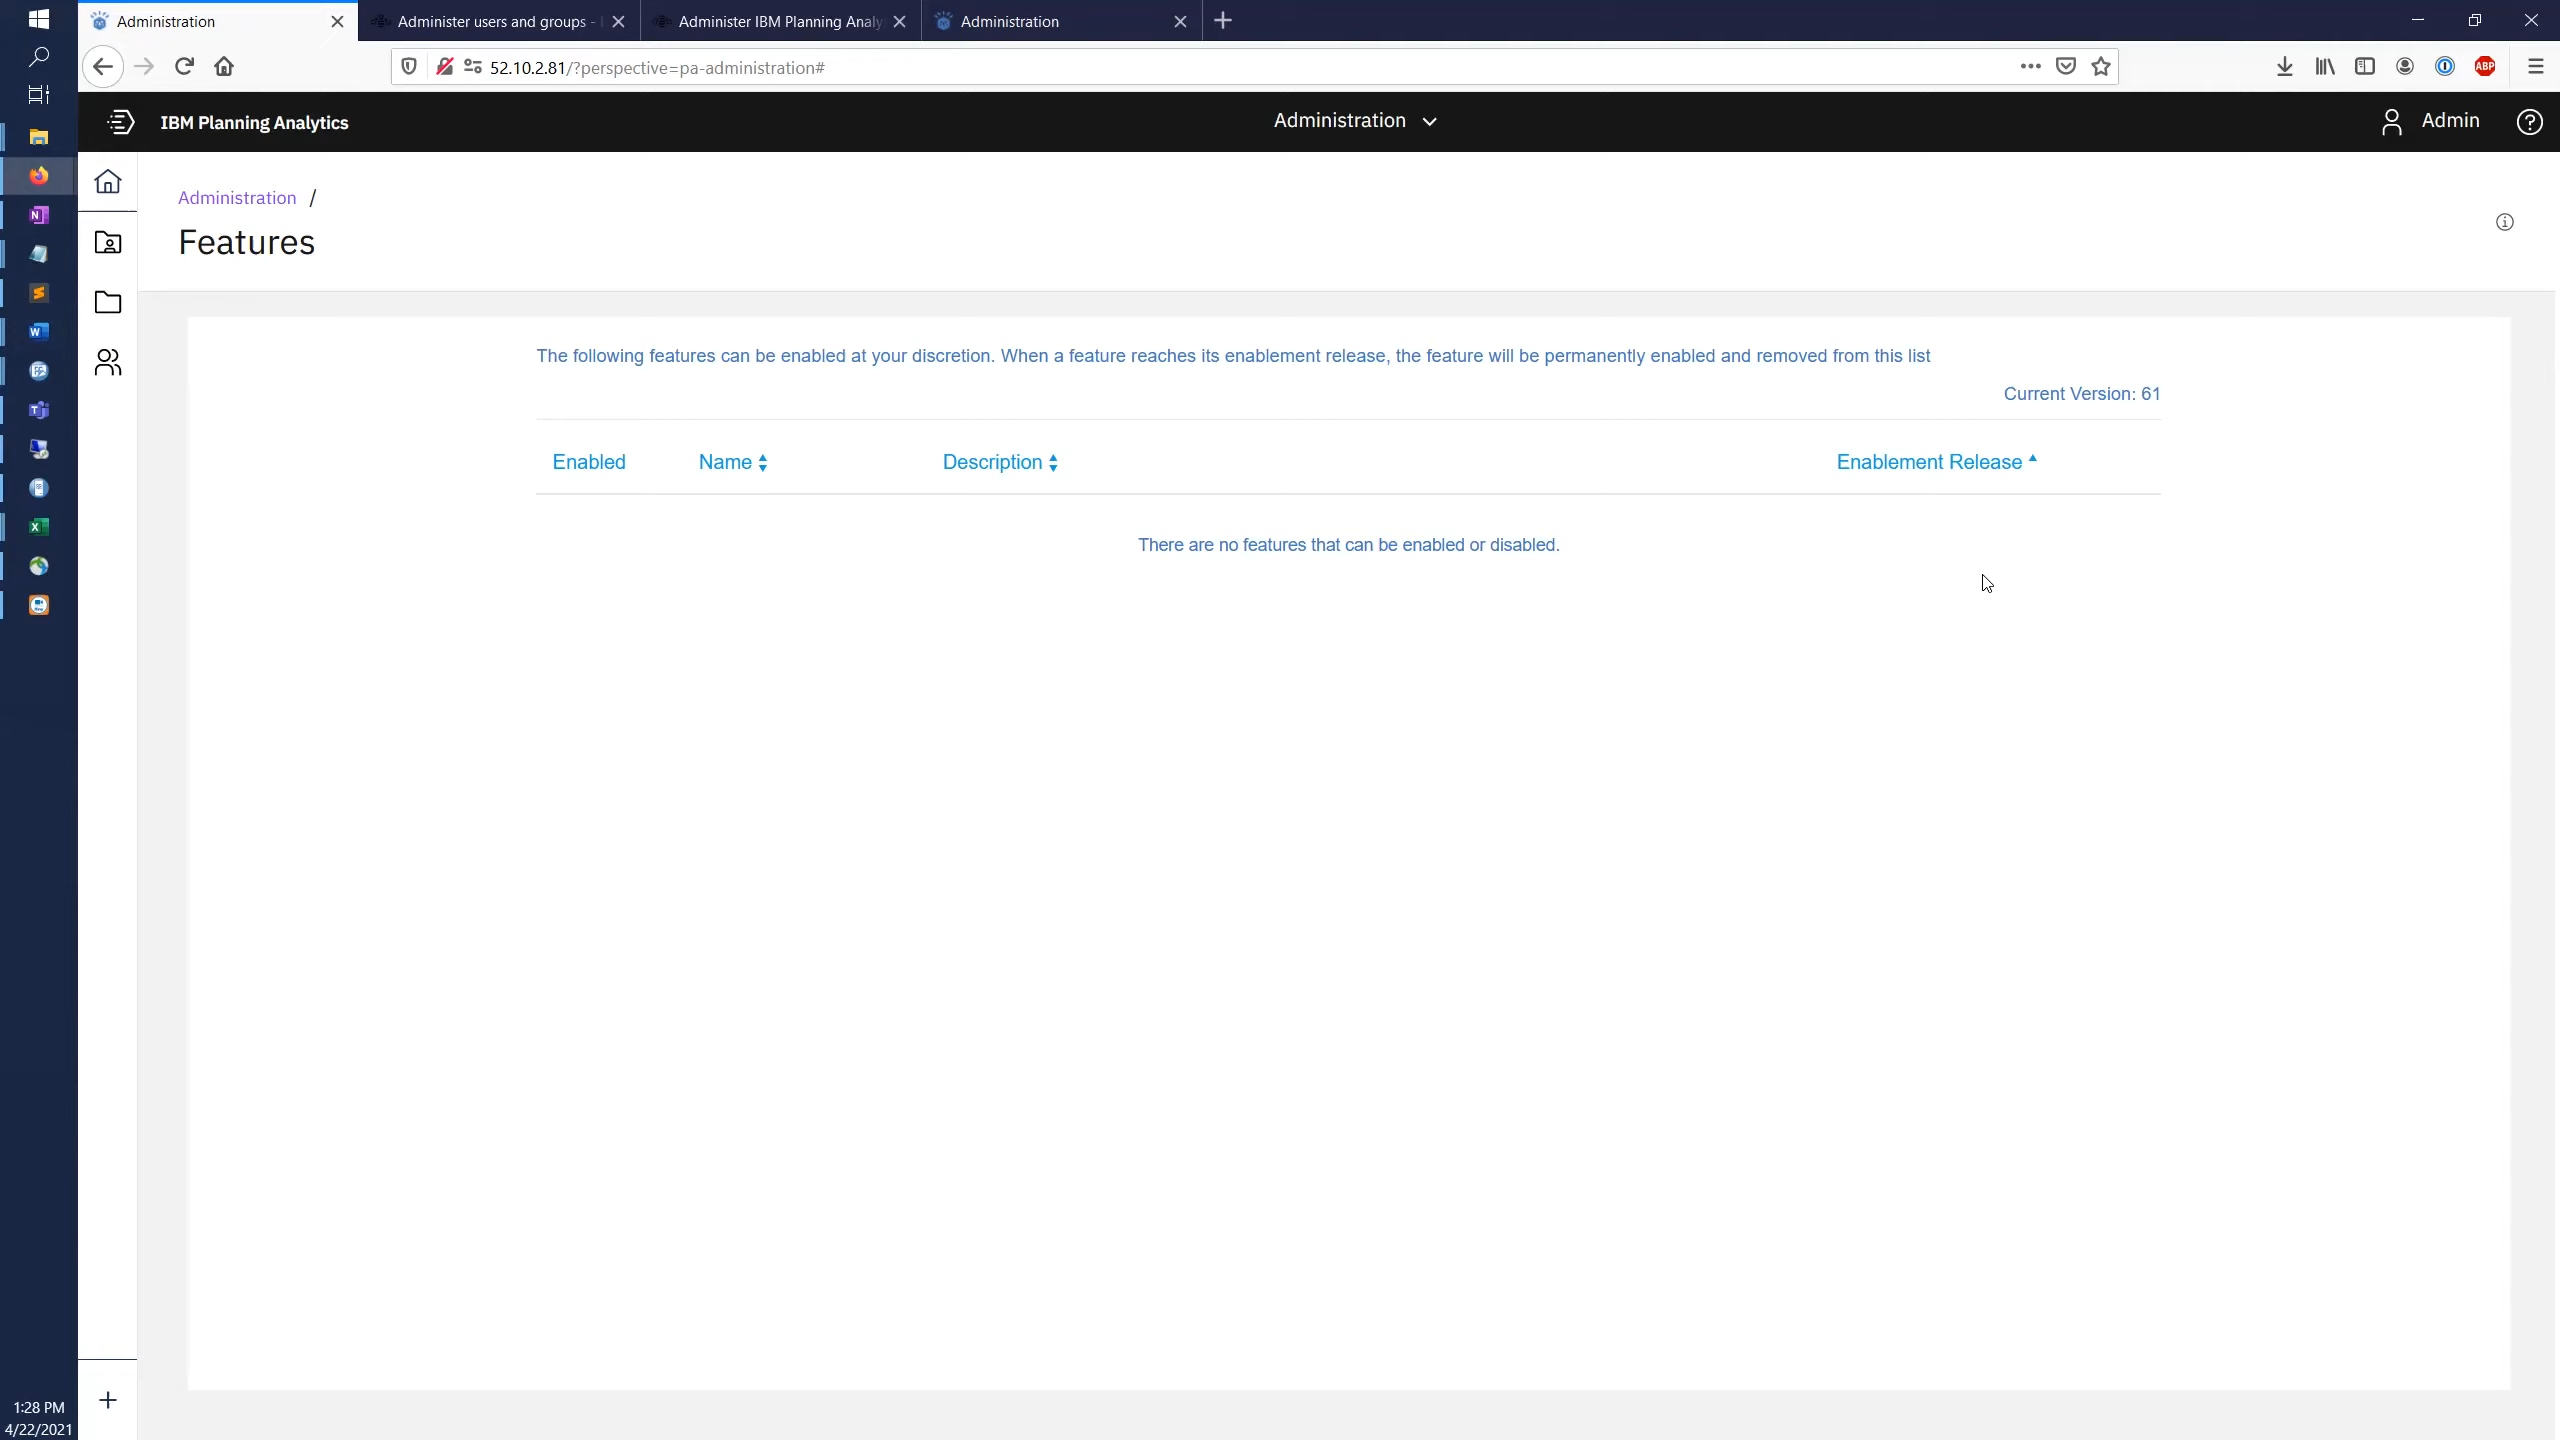 Administration
Administer users and groups -
Administer IBM Planning Analy
Administration
52.10.2.81/?perspective=pa-administration#
ABP
IBM Planning Analytics
Administration
Admin
Administration /
Features
The following features can be enabled at your discretion. When a feature reaches its enablement release, the feature will be permanently enabled and removed from this list
Current Version: 61
Enabled Name Description Enablement Release
There are no features that can be enabled or disabled.
1:28 PM
4/22/2021